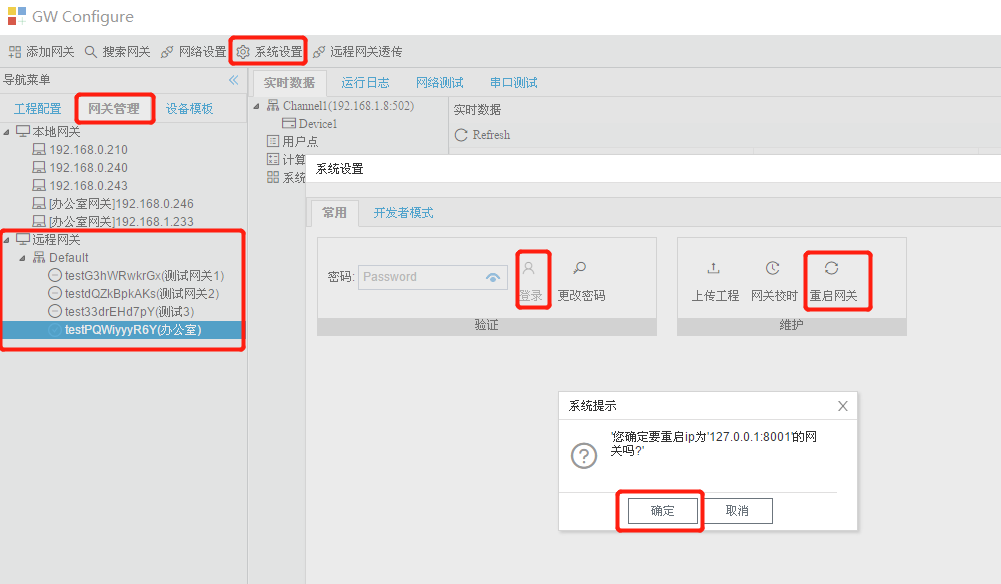 GW Configure
添加网关 搜索网关 网络设置 系统设置 远程网关透传
导航菜单
实时数据 运行日志 网络测试 串口测试
工程配置 网关管理 设备模板
本地网关
192.168.0.210
192.168.0.240
192.168.0.243
[办公室网关]192.168.0.246
[办公室网关]192.168.1.233
远程网关
Default
testG3hWRwkrGx(测试网关1)
testdQZkBpkAKs(测试网关2)
test33drEHd7pY(测试3)
testPQWiyyyR6Y(办公室)
Channel1(192.168.1.8:502)
Device1
用户点
计算
系统
实时数据
Refresh
系统设置
常用 开发者模式
密码: Password
登录
更改密码
验证
上传工程 网关校时 重启网关
维护
系统提示
'您确定要重启ip为'127.0.0.1:8001'的网
关吗?'
确定 取消